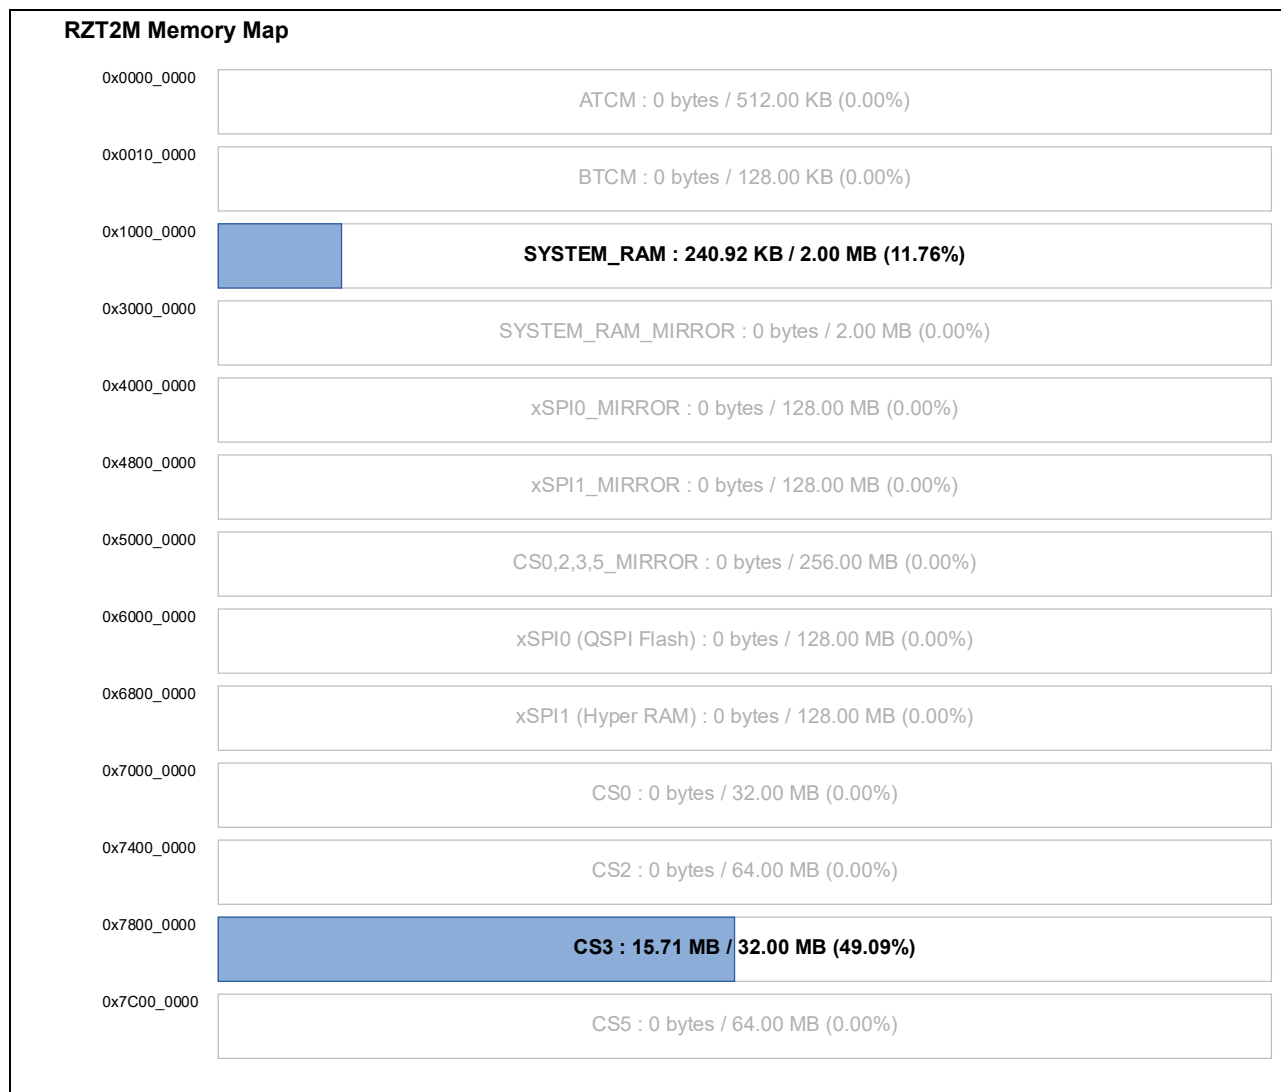 RZT2M Memory Map
0x0000_0000
ATCM : 0 bytes / 512.00 KB (0.00%)
0x0010_0000
BTCM : 0 bytes / 128.00 KB (0.00%)
0x1000_0000
SYSTEM_RAM : 240.92 KB / 2.00 MB (11.76%)
0x3000_0000
SYSTEM_RAM_MIRROR : 0 bytes / 2.00 MB (0.00%)
0x4000_0000
xSPI0_MIRROR : 0 bytes / 128.00 MB (0.00%)
0x4800_0000
xSPI1_MIRROR : 0 bytes / 128.00 MB (0.00%)
0x5000_0000
CS0,2,3,5_MIRROR : 0 bytes / 256.00 MB (0.00%)
0x6000_0000
xSPI0 (QSPI Flash) : 0 bytes / 128.00 MB (0.00%)
0x6800_0000
xSPI1 (Hyper RAM) : 0 bytes / 128.00 MB (0.00%)
0x7000_0000
CS0 : 0 bytes / 32.00 MB (0.00%)
0x7400_0000
CS2 : 0 bytes / 64.00 MB (0.00%)
0x7800_0000
CS3 : 15.71 MB / 32.00 MB (49.09%)
0x7C00_0000
CS5 : 0 bytes / 64.00 MB (0.00%)